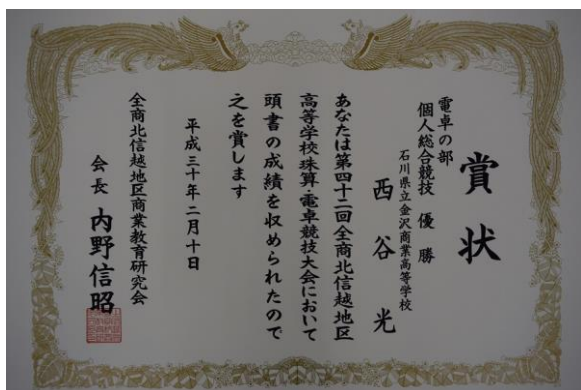 賞状
電卓の部
個人総合競技 優勝
石川県立金沢商業高等学校
西谷光
あなたは第四十二回全商北信越地区
高等学校珠算・電卓競技大会において
頭書の成績を収められたので
之を賞します
平成三十年二月十日
全商北信越地区商業教育研究会
会長 内野信昭